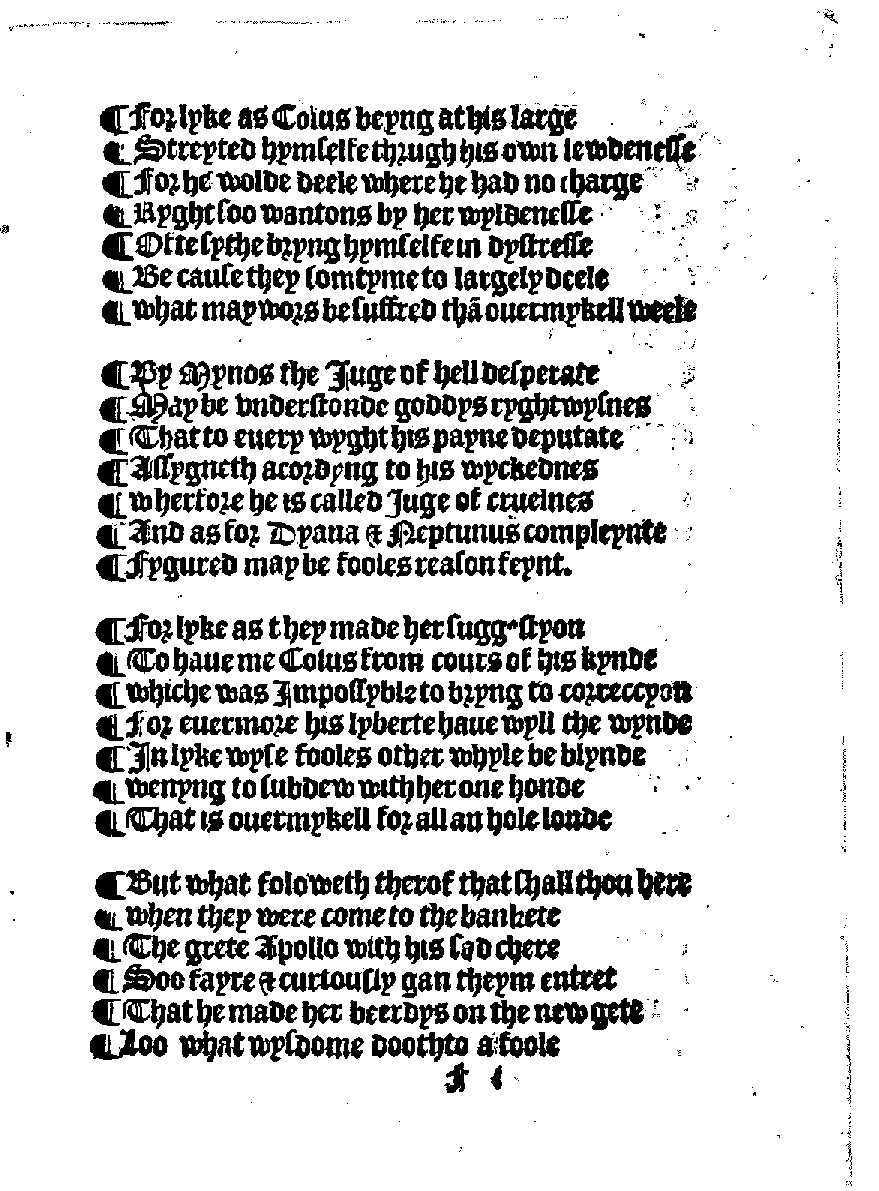 ¶ For lyke as Colus beyng at his large
¶ Streyted hymselfe thrugh his own lewdenesse
¶ For he wolde deele where he had no charge
¶ Ryght soo wantons by her wyldenesse
¶ Ofte sythe bryng hymselfe in dystresse
¶ Be cause they somtyme to largely deele
¶ what may wors be suffred thā ouermykell weele

¶ By Mynos the Juge of hell desperate
¶ May be vnderstonde goddys ryghtwysnes
¶ That to euery wyght his payne deputate
¶ Assygneth acordyng to his wyckednes
¶ wherfore he is called Juge of cruelnes
¶ And as for Dyana & Neptunus compleynte
¶ Fygured may be fooles reason feynt.

¶ For lyke as they made her suggestyon
¶ To haue me Colus from cours of his kynde
¶ whiche was Impossyble to bryng to correccyon
¶ For euermore his lyberte haue wyll the wynde
¶ In lyke wyse fooles other whyle be blynde
¶ wenyng to subdew with her one honde
¶ That is ouermykell for all an hole londe

¶ But what foloweth therof that shall thou here
¶ when they were come to the bankete
¶ The grete Apollo with his sad chere
¶ Soo fayre & curtously gan theym entret
¶ That he made her beerdys on the new gete
¶ Loo what wysdome dooth to a foole